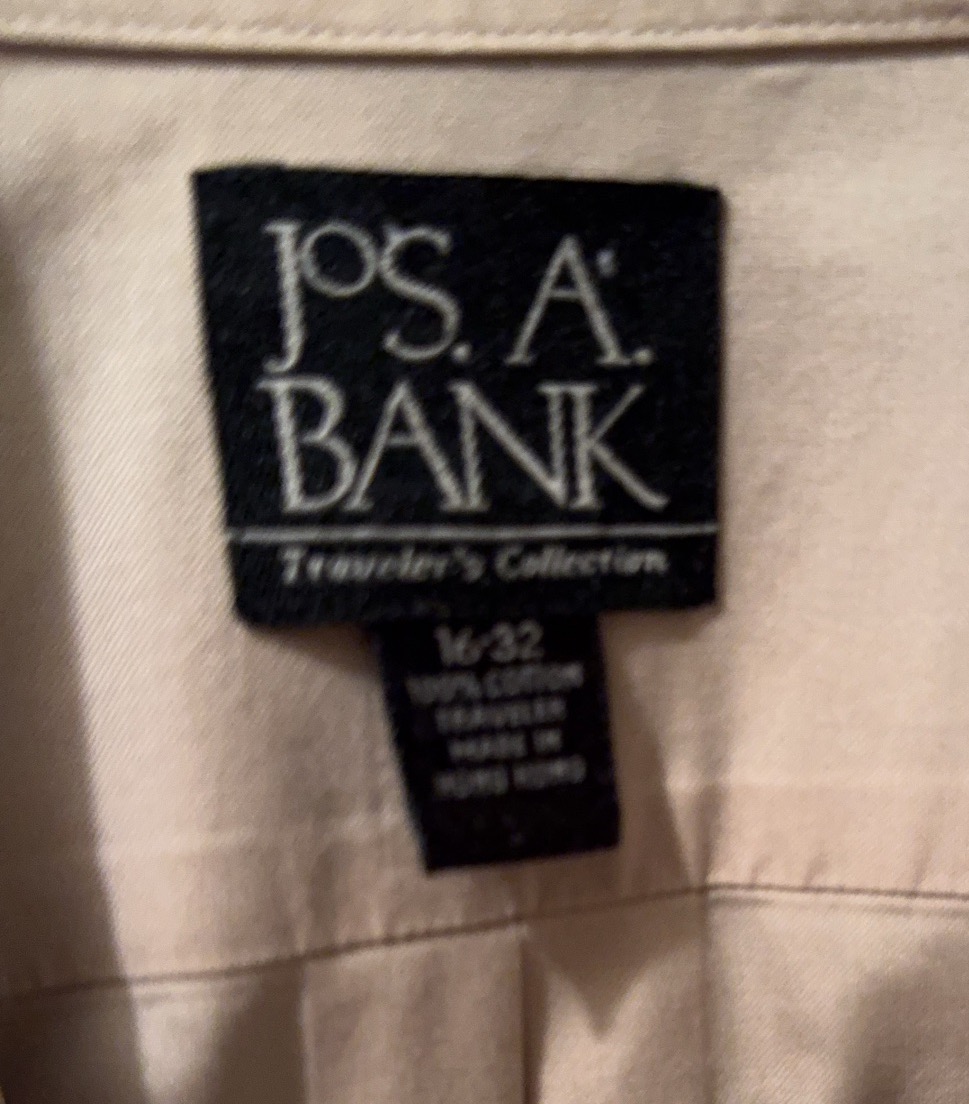 JOS. A.
BANK
Traveler's Collection
16-32
100% COTTON
TRAVELER
MADE IN
HONG KONG